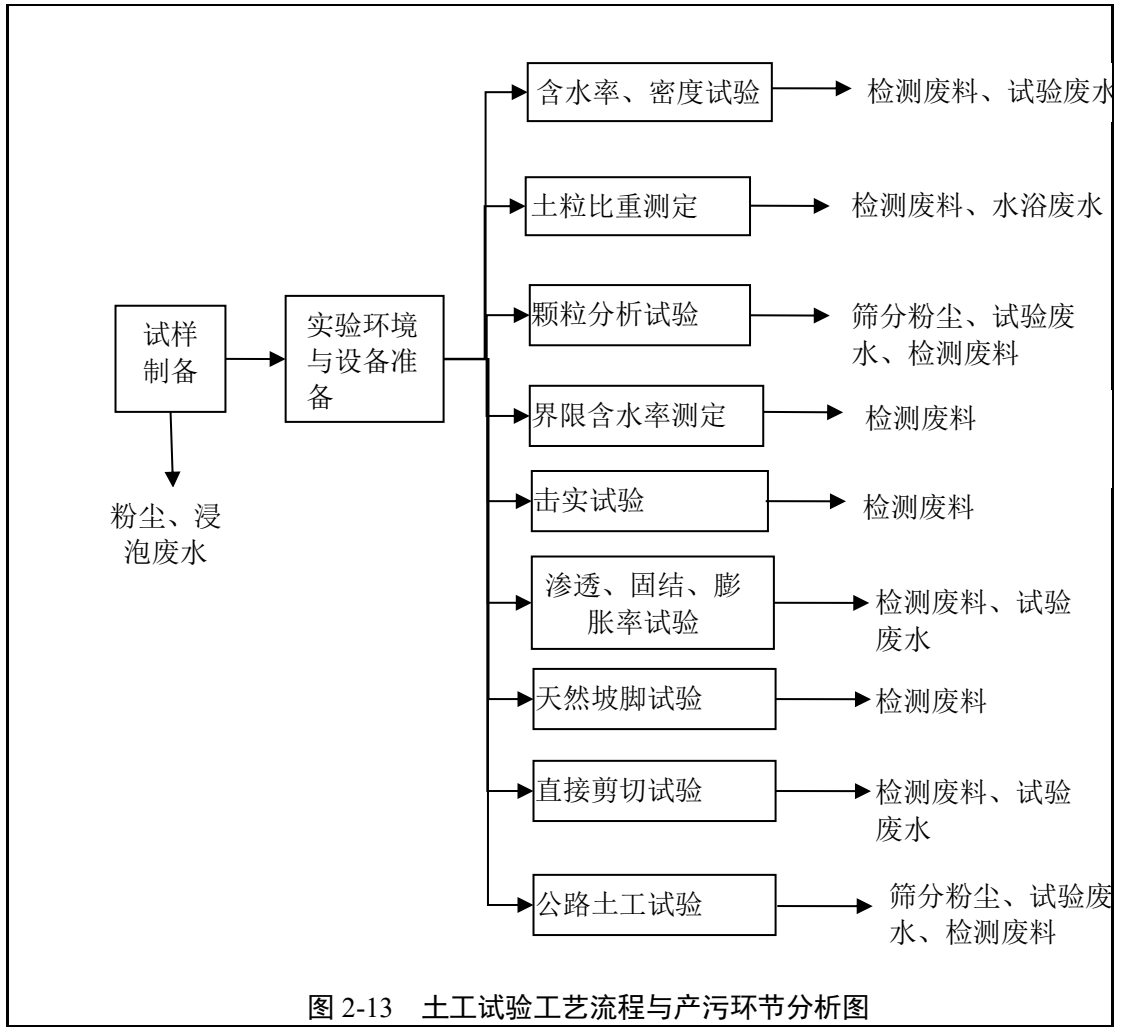 含水率、密度试验
检测废料、试验废水
土粒比重测定
检测废料、水浴废水
试样
制备
实验环境
与设备准
备
颗粒分析试验
筛分粉尘、试验废
水、检测废料
界限含水率测定
检测废料
击实试验
检测废料
粉尘、浸
泡废水
渗透、固结、膨
胀率试验
检测废料、试验
废水
天然坡脚试验
检测废料
直接剪切试验
检测废料、试验
废水
公路土工试验
筛分粉尘、试验废
水、检测废料
图 2-13 土工试验工艺流程与产污环节分析图